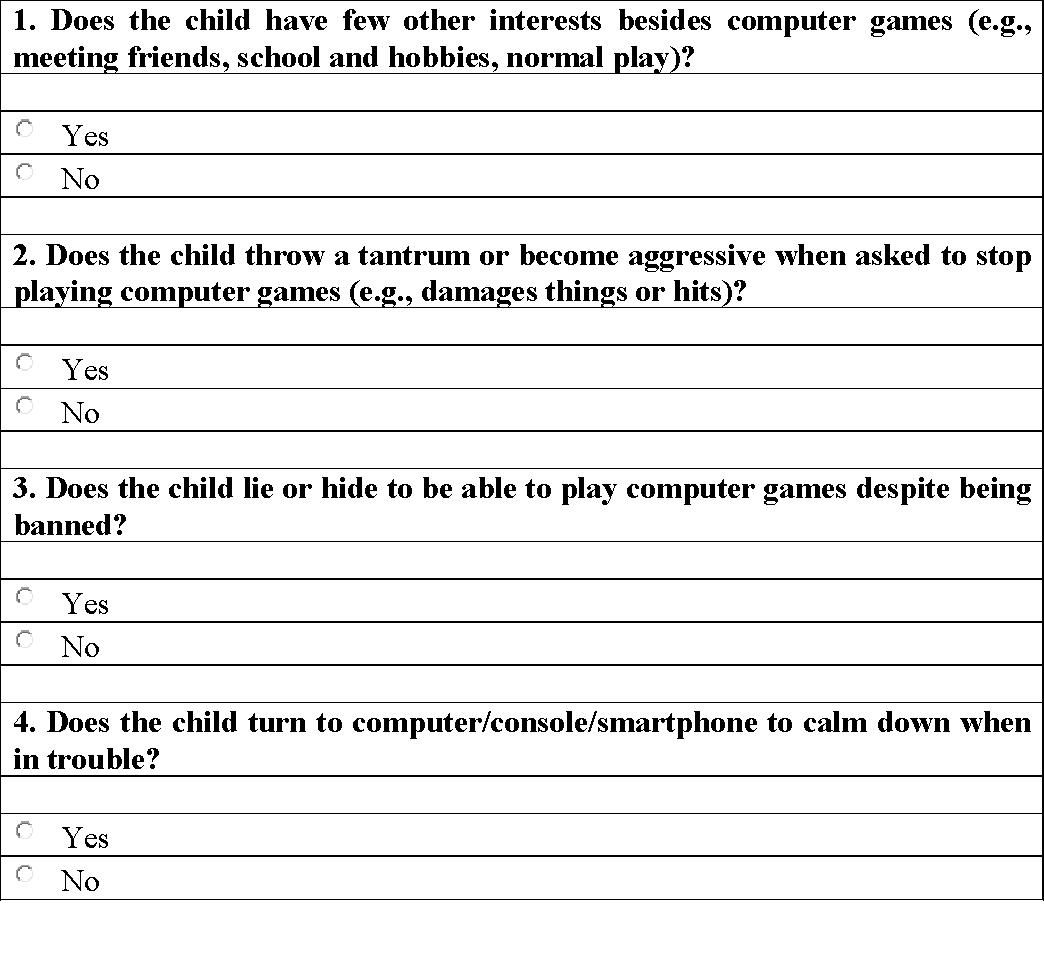 1. Does the child have few other interests besides computer games (e.g.,
meeting friends, school and hobbies, normal play)?
Yes
No
2. Does the child throw a tantrum or become aggressive when asked to stop
playing computer games (e.g., damages things or hits)?
Yes
No
3. Does the child lie or hide to be able to play computer games despite being
banned?
Yes
No
4. Does the child turn to computer/console/smartphone to calm down when
in trouble?
Yes
No